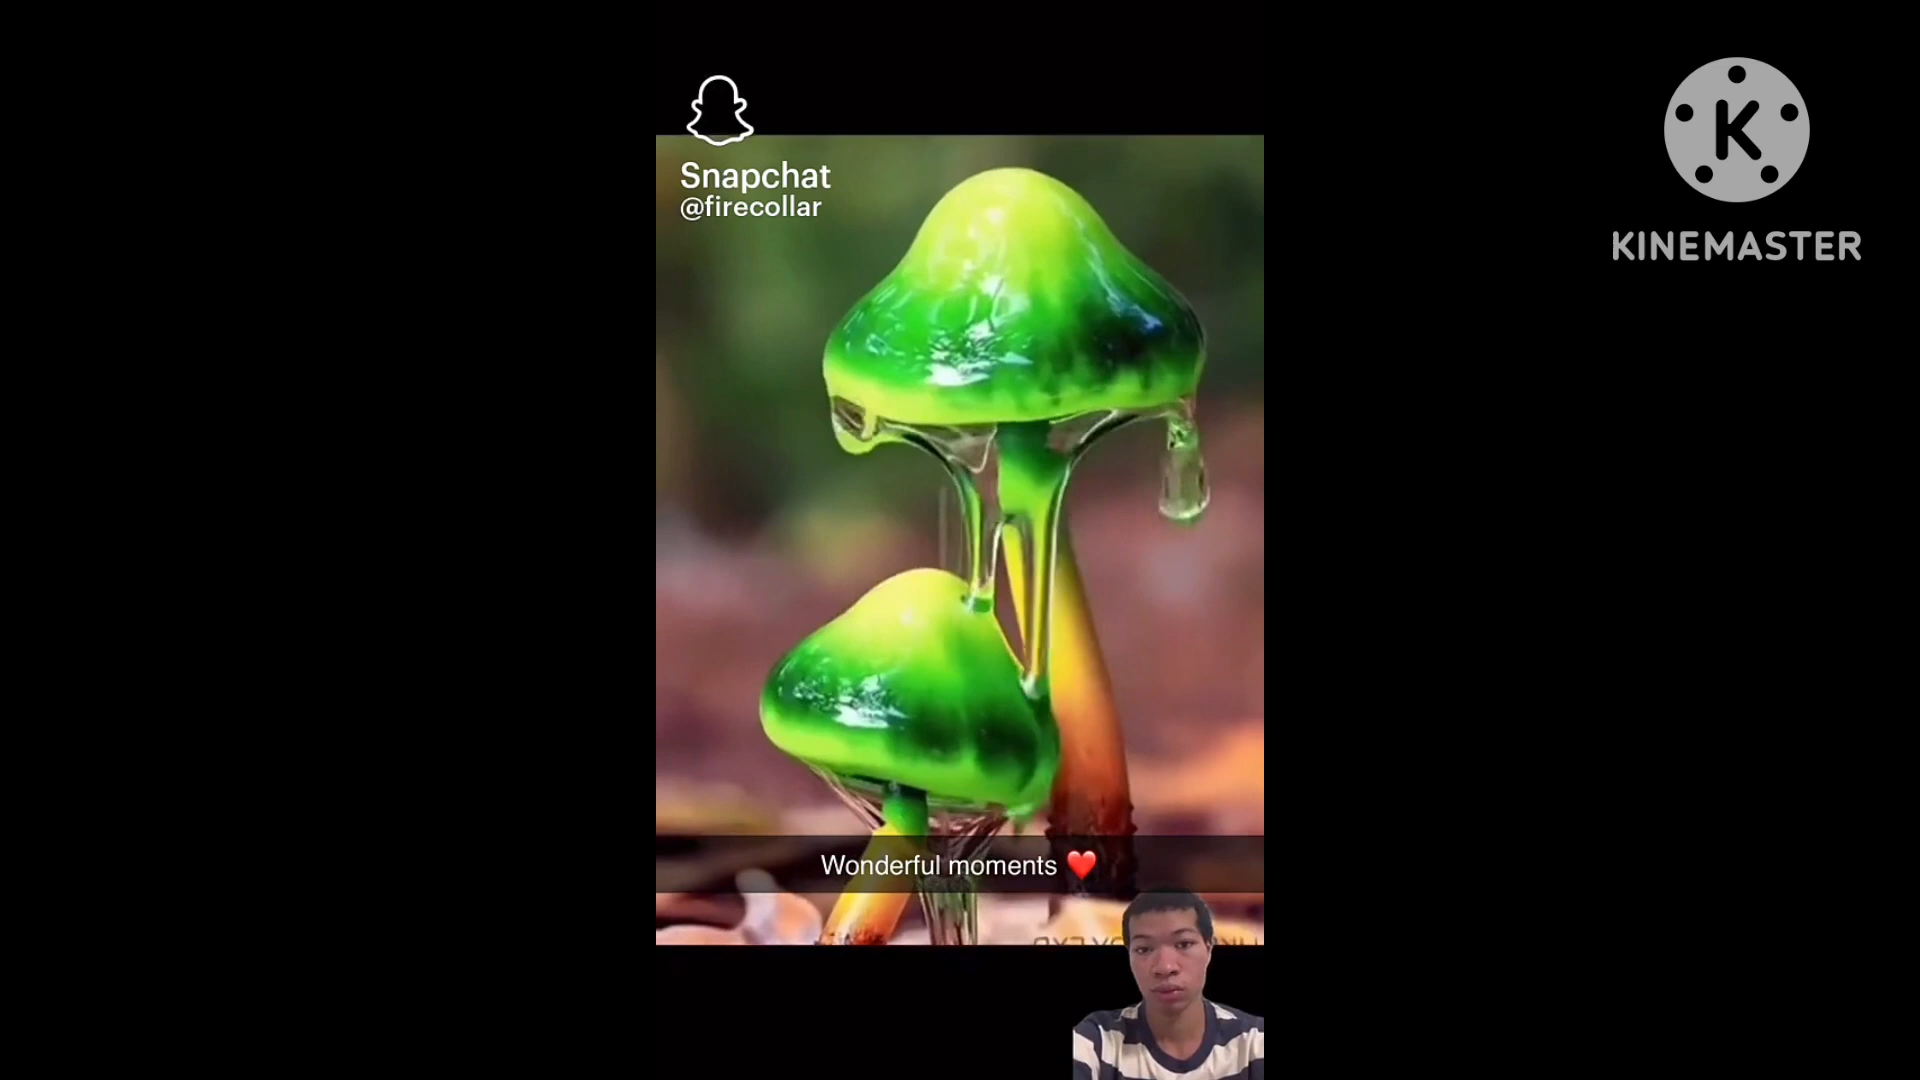 Snapchat
@firecollar
K
KINEMASTER
Wonderful moments ❤️